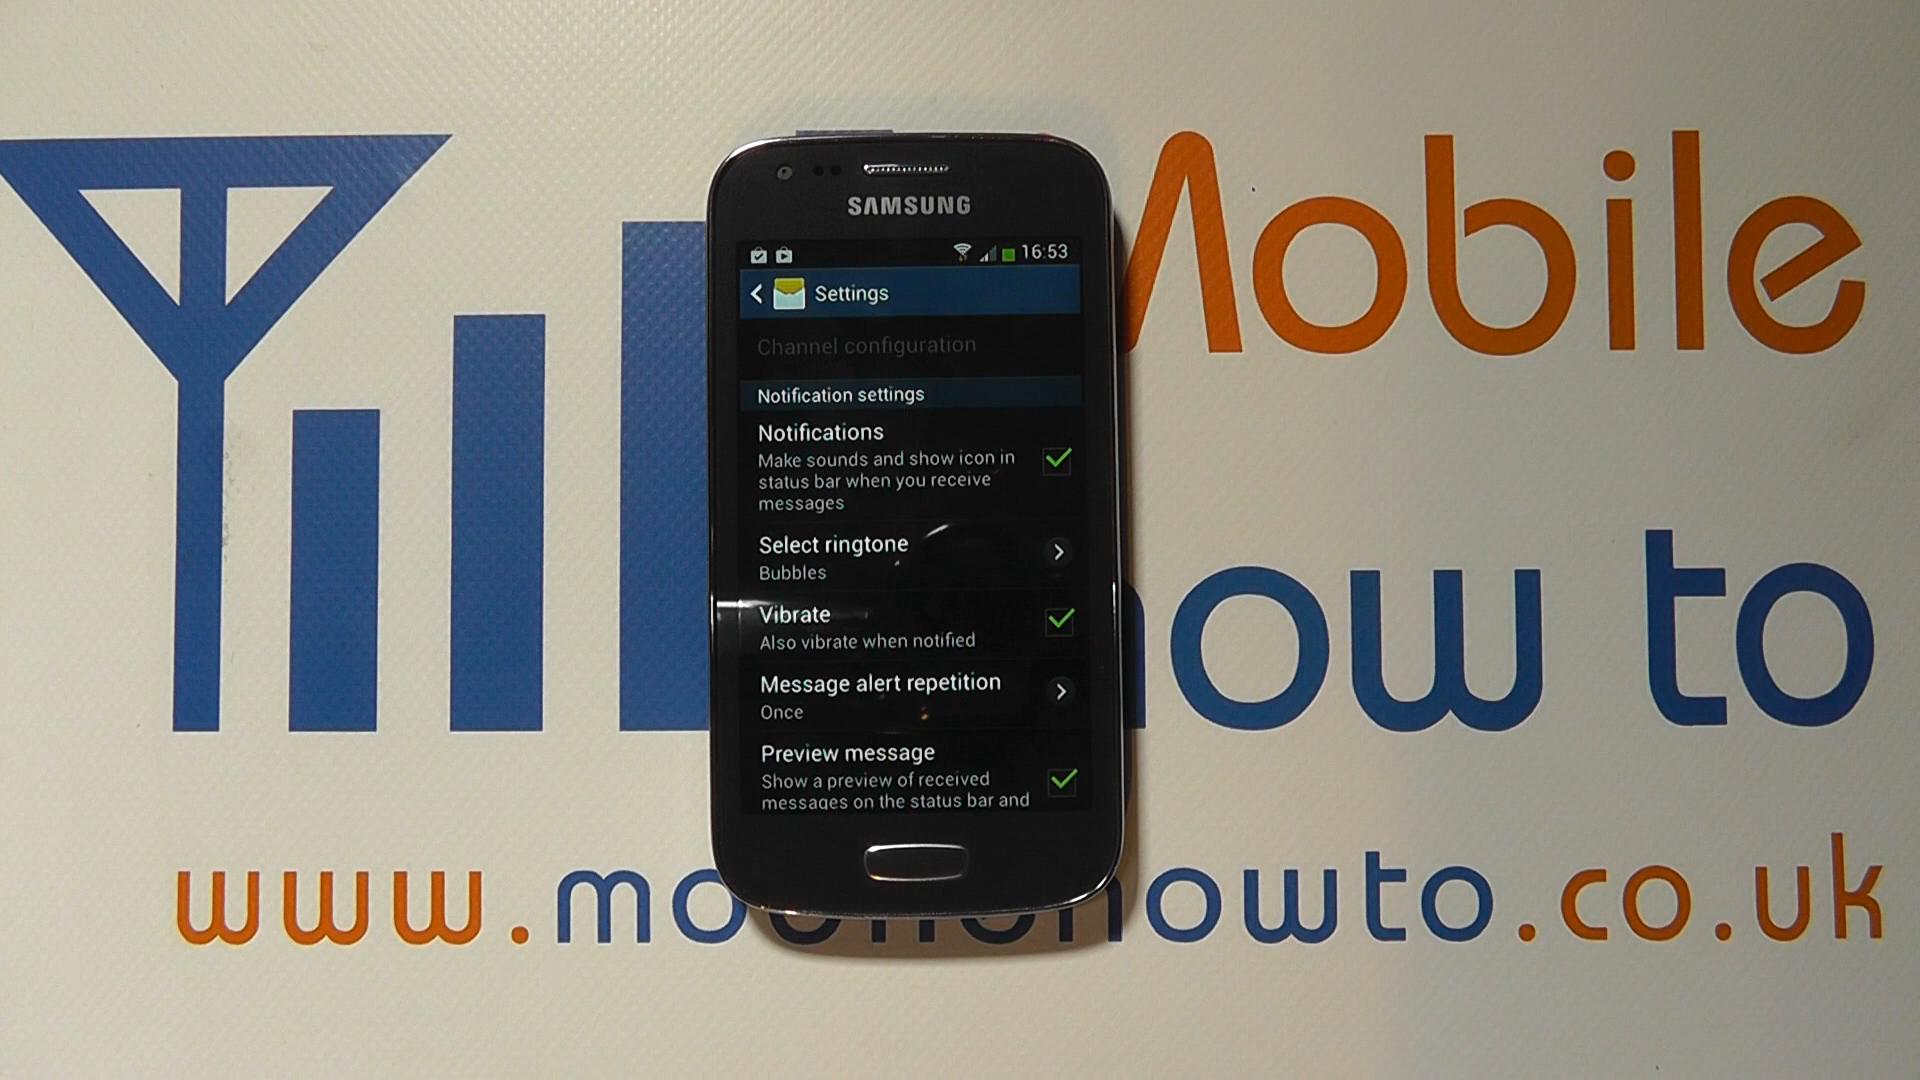 Mobile
how to
www.mobilehowto.co.uk
SAMSUNG
16:53
Settings
Channel configuration
Notification settings
Notifications
Make sounds and show icon in
status bar when you receive
messages
Select ringtone
Bubbles
Vibrate
Also vibrate when notified
Message alert repetition
Once
Preview message
Show a preview of received
messages on the status bar and